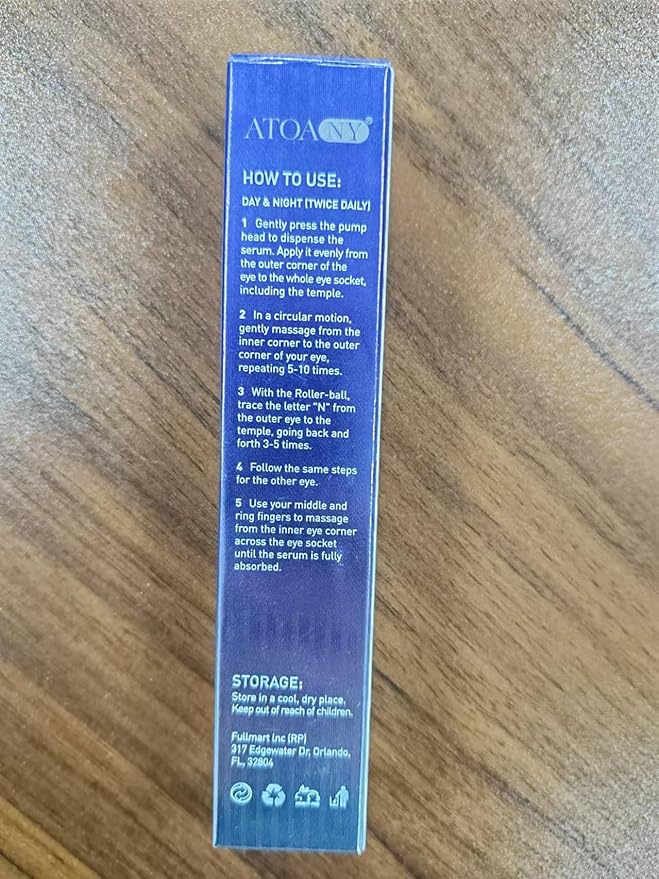 ATOANY®
HOW TO USE:
DAY & NIGHT (TWICE DAILY)
1 Gently press the pump
head to dispense the
serum. Apply it evenly from
the outer corner of the
eye to the whole eye socket,
including the temple.
2 In a circular motion,
gently massage from the
inner corner to the outer
corner of your eye,
repeating 5-10 times.
3 With the Roller-ball,
trace the letter "N" from
the outer eye to the
temple, going back and
forth 3-5 times.
4 Follow the same steps
for the other eye.
5 Use your middle and
ring fingers to massage
from the inner eye corner
across the eye socket
until the serum is fully
absorbed.
STORAGE:
Store in a cool, dry place.
Keep out of reach of children.
Fullmart Inc (RP)
317 Edgewater Dr, Orlando,
FL, 32804